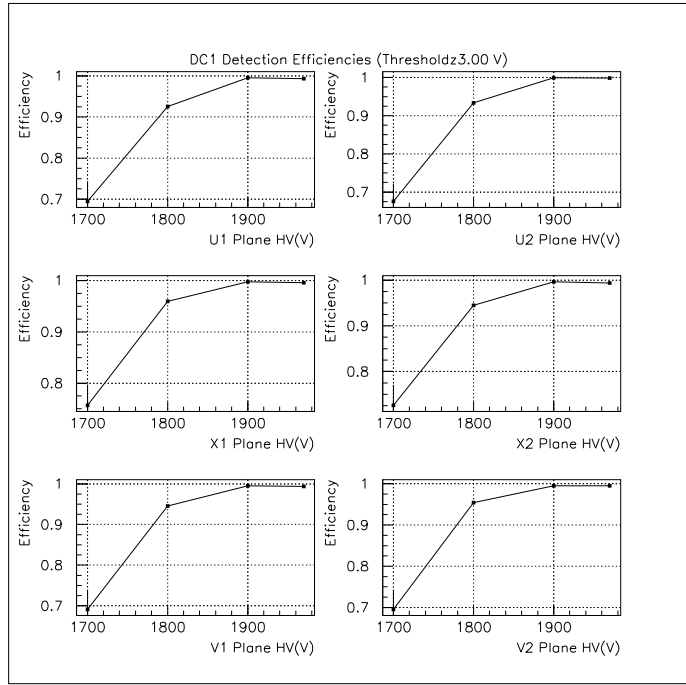 DC1 Detection Efficiencies (Thresholdz3.00 V)
Efficiency
1
0.9
0.8
0.7
1700 1800 1900
U1 Plane HV(V)
Efficiency
1
0.9
0.8
0.7
1700 1800 1900
U2 Plane HV(V)
Efficiency
1
0.9
0.8
1700 1800 1900
X1 Plane HV(V)
Efficiency
1
0.9
0.8
1700 1800 1900
X2 Plane HV(V)
Efficiency
1
0.9
0.8
0.7
1700 1800 1900
V1 Plane HV(V)
Efficiency
1
0.9
0.8
0.7
1700 1800 1900
V2 Plane HV(V)